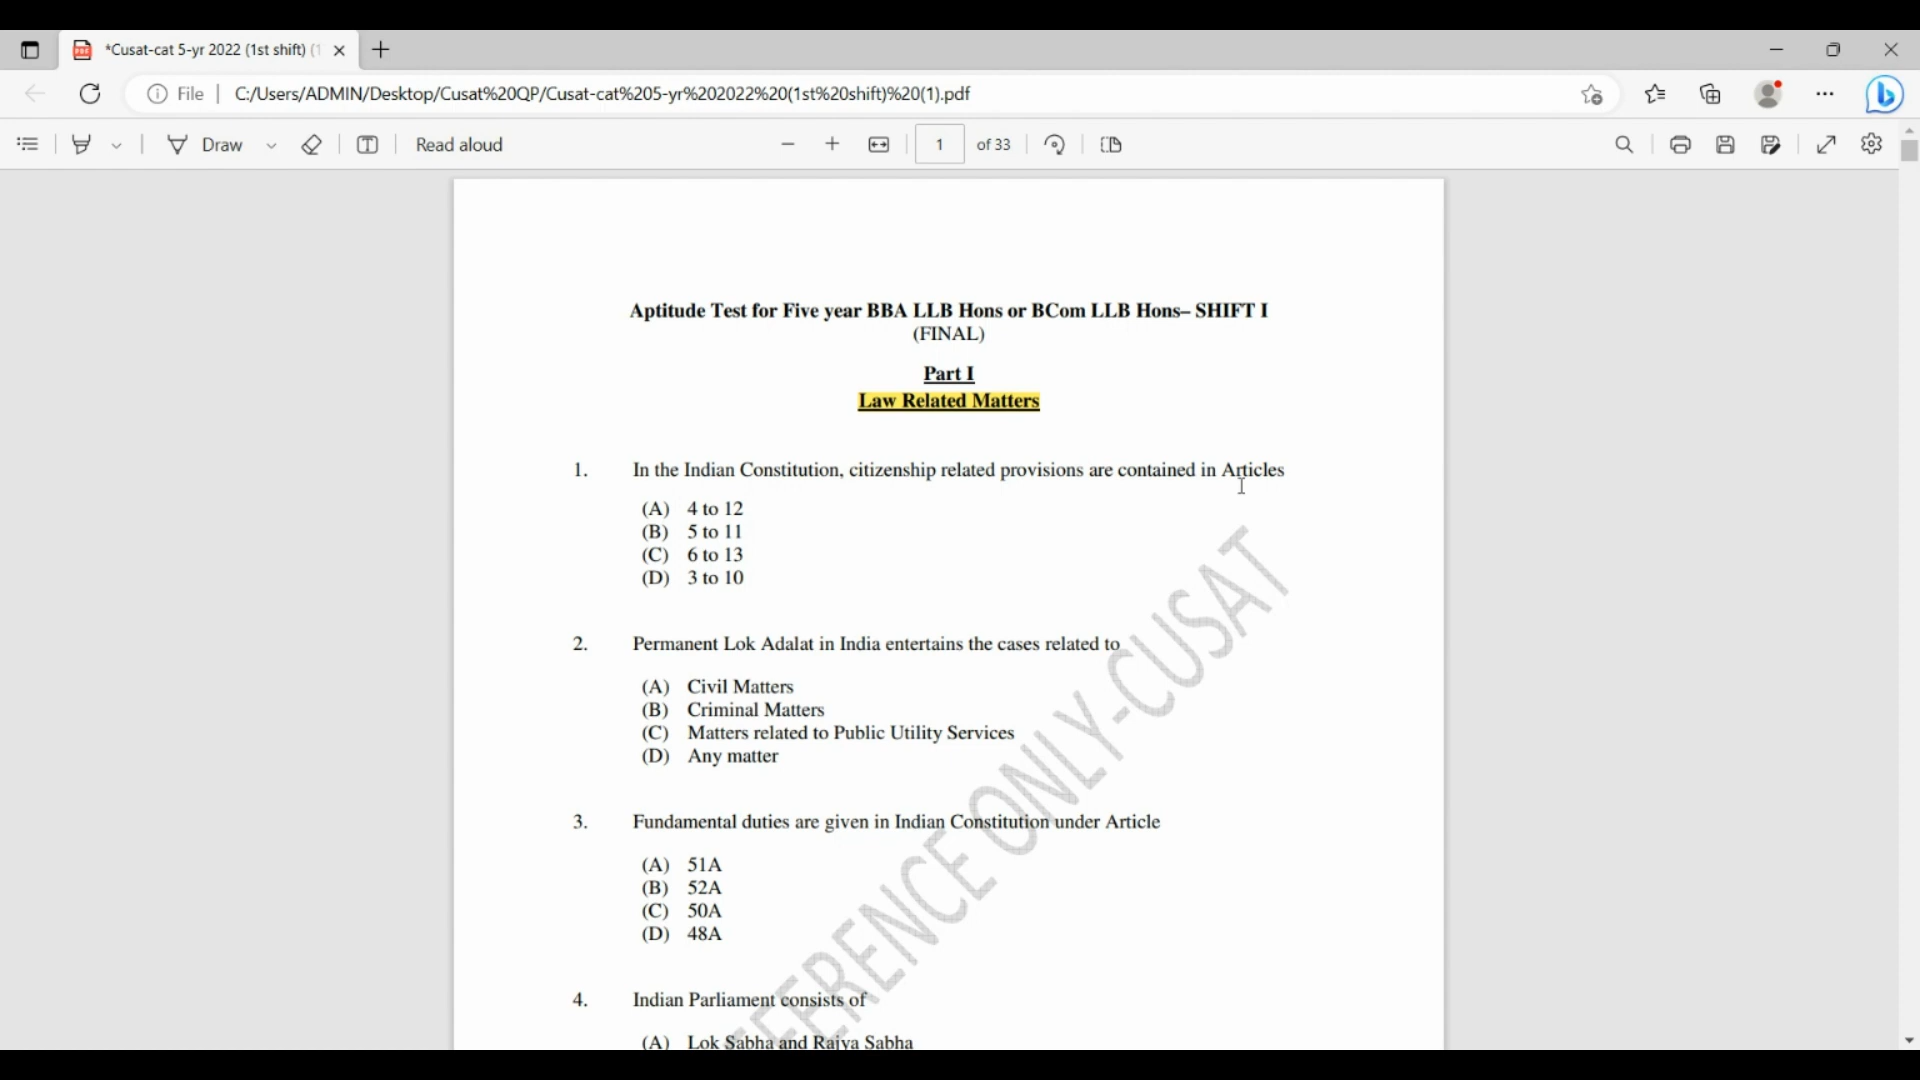 *Cusat-cat 5-yr 2022 (1st shift) (1
File
C:/Users/ADMIN/Desktop/Cusat%20QP/Cusat-cat%205-yr%202022%20(1st%20shift)%20(1).pdf
Draw
Read aloud
1 of 33
Aptitude Test for Five year BBA LLB Hons or BCom LLB Hons– SHIFT I
(FINAL)
Part I
Law Related Matters
1. In the Indian Constitution, citizenship related provisions are contained in Articles
(A) 4 to 12
(B) 5 to 11
(C) 6 to 13
(D) 3 to 10
2. Permanent Lok Adalat in India entertains the cases related to
(A) Civil Matters
(B) Criminal Matters
(C) Matters related to Public Utility Services
(D) Any matter
3. Fundamental duties are given in Indian Constitution under Article
(A) 51A
(B) 52A
(C) 50A
(D) 48A
4. Indian Parliament consists of
(A) Lok Sabha and Rajya Sabha
EFERENCE ONLY-CUSAT